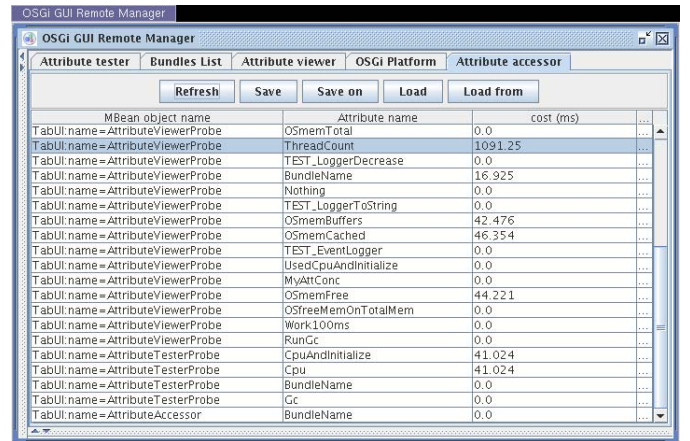 OSGi GUI Remote Manager
OSGi GUI Remote Manager
Attribute tester Bundles List Attribute viewer OSGi Platform Attribute accessor
Refresh Save Save on Load Load from
MBean object name Attribute name cost (ms) ...
TabUI:name=AttributeViewerProbe OSmemTotal 0.0 ...
TabUI:name=AttributeViewerProbe ThreadCount 1091.25 ...
TabUI:name=AttributeViewerProbe TEST_LoggerDecrease 0.0 ...
TabUI:name=AttributeViewerProbe BundleName 16.925 ...
TabUI:name=AttributeViewerProbe Nothing 0.0 ...
TabUI:name=AttributeViewerProbe TEST_LoggerToString 0.0 ...
TabUI:name=AttributeViewerProbe OSmemBuffers 42.476 ...
TabUI:name=AttributeViewerProbe OSmemCached 46.354 ...
TabUI:name=AttributeViewerProbe TEST_EventLogger 0.0 ...
TabUI:name=AttributeViewerProbe UsedCpuAndInitialize 0.0 ...
TabUI:name=AttributeViewerProbe MyAttConc 0.0 ...
TabUI:name=AttributeViewerProbe OSmemFree 44.221 ...
TabUI:name=AttributeViewerProbe OSfreeMemOnTotalMem 0.0 ...
TabUI:name=AttributeViewerProbe Work100ms 0.0 ...
TabUI:name=AttributeViewerProbe RunGc 0.0 ...
TabUI:name=AttributeTesterProbe CpuAndInitialize 41.024 ...
TabUI:name=AttributeTesterProbe Cpu 41.024 ...
TabUI:name=AttributeTesterProbe BundleName 0.0 ...
TabUI:name=AttributeTesterProbe Gc 0.0 ...
TabUI:name=AttributeAccessor BundleName 0.0 ...